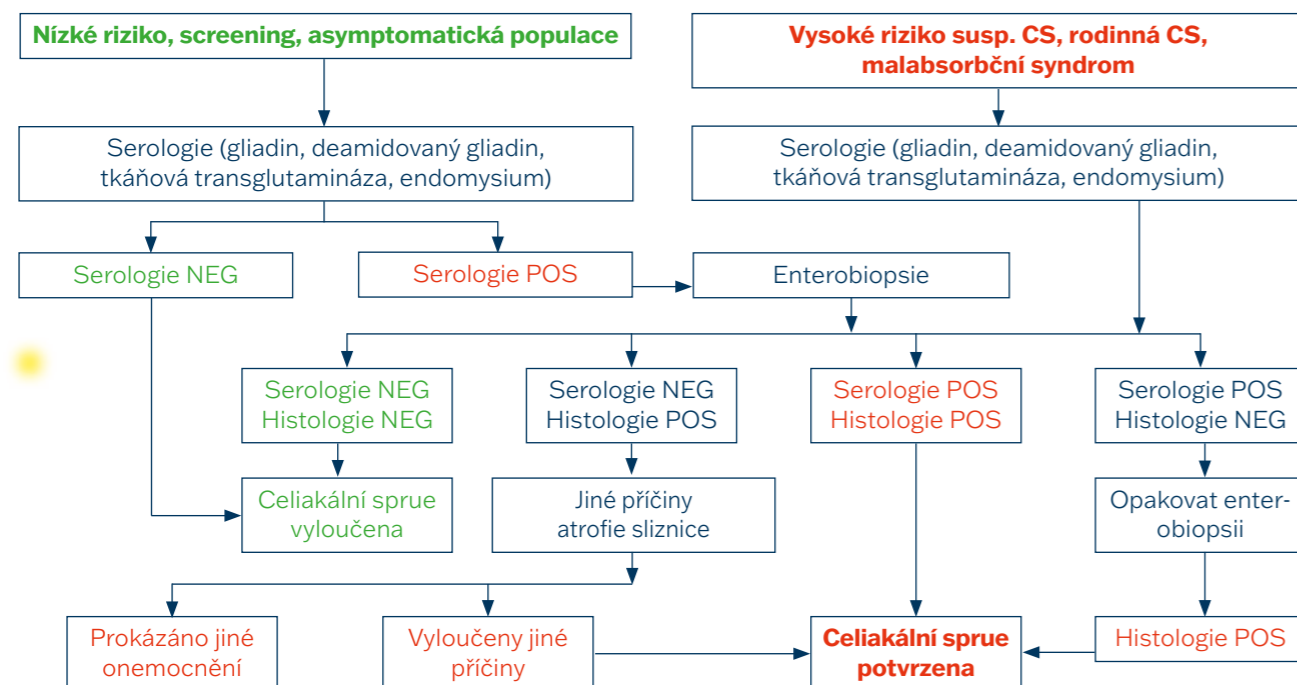 Nízké riziko, screening, asymptomatická populace
Vysoké riziko susp. CS, rodinná CS,
malabsorbční syndrom
Serologie (gliadin, deamidovaný gliadin,
tkáňová transglutamináza, endomysium)
Serologie (gliadin, deamidovaný gliadin,
tkáňová transglutamináza, endomysium)
Serologie NEG
Serologie POS
Enterobiopsie
Serologie NEG
Histologie NEG
Serologie NEG
Histologie POS
Serologie POS
Histologie POS
Serologie POS
Histologie NEG
Celiakální sprue
vyloučena
Jiné příčiny
atrofie sliznice
Opakovat enter-
obiopsii
Prokázáno jiné
onemocnění
Vyloučeny jiné
příčiny
Celiakální sprue
potvrzena
Histologie POS